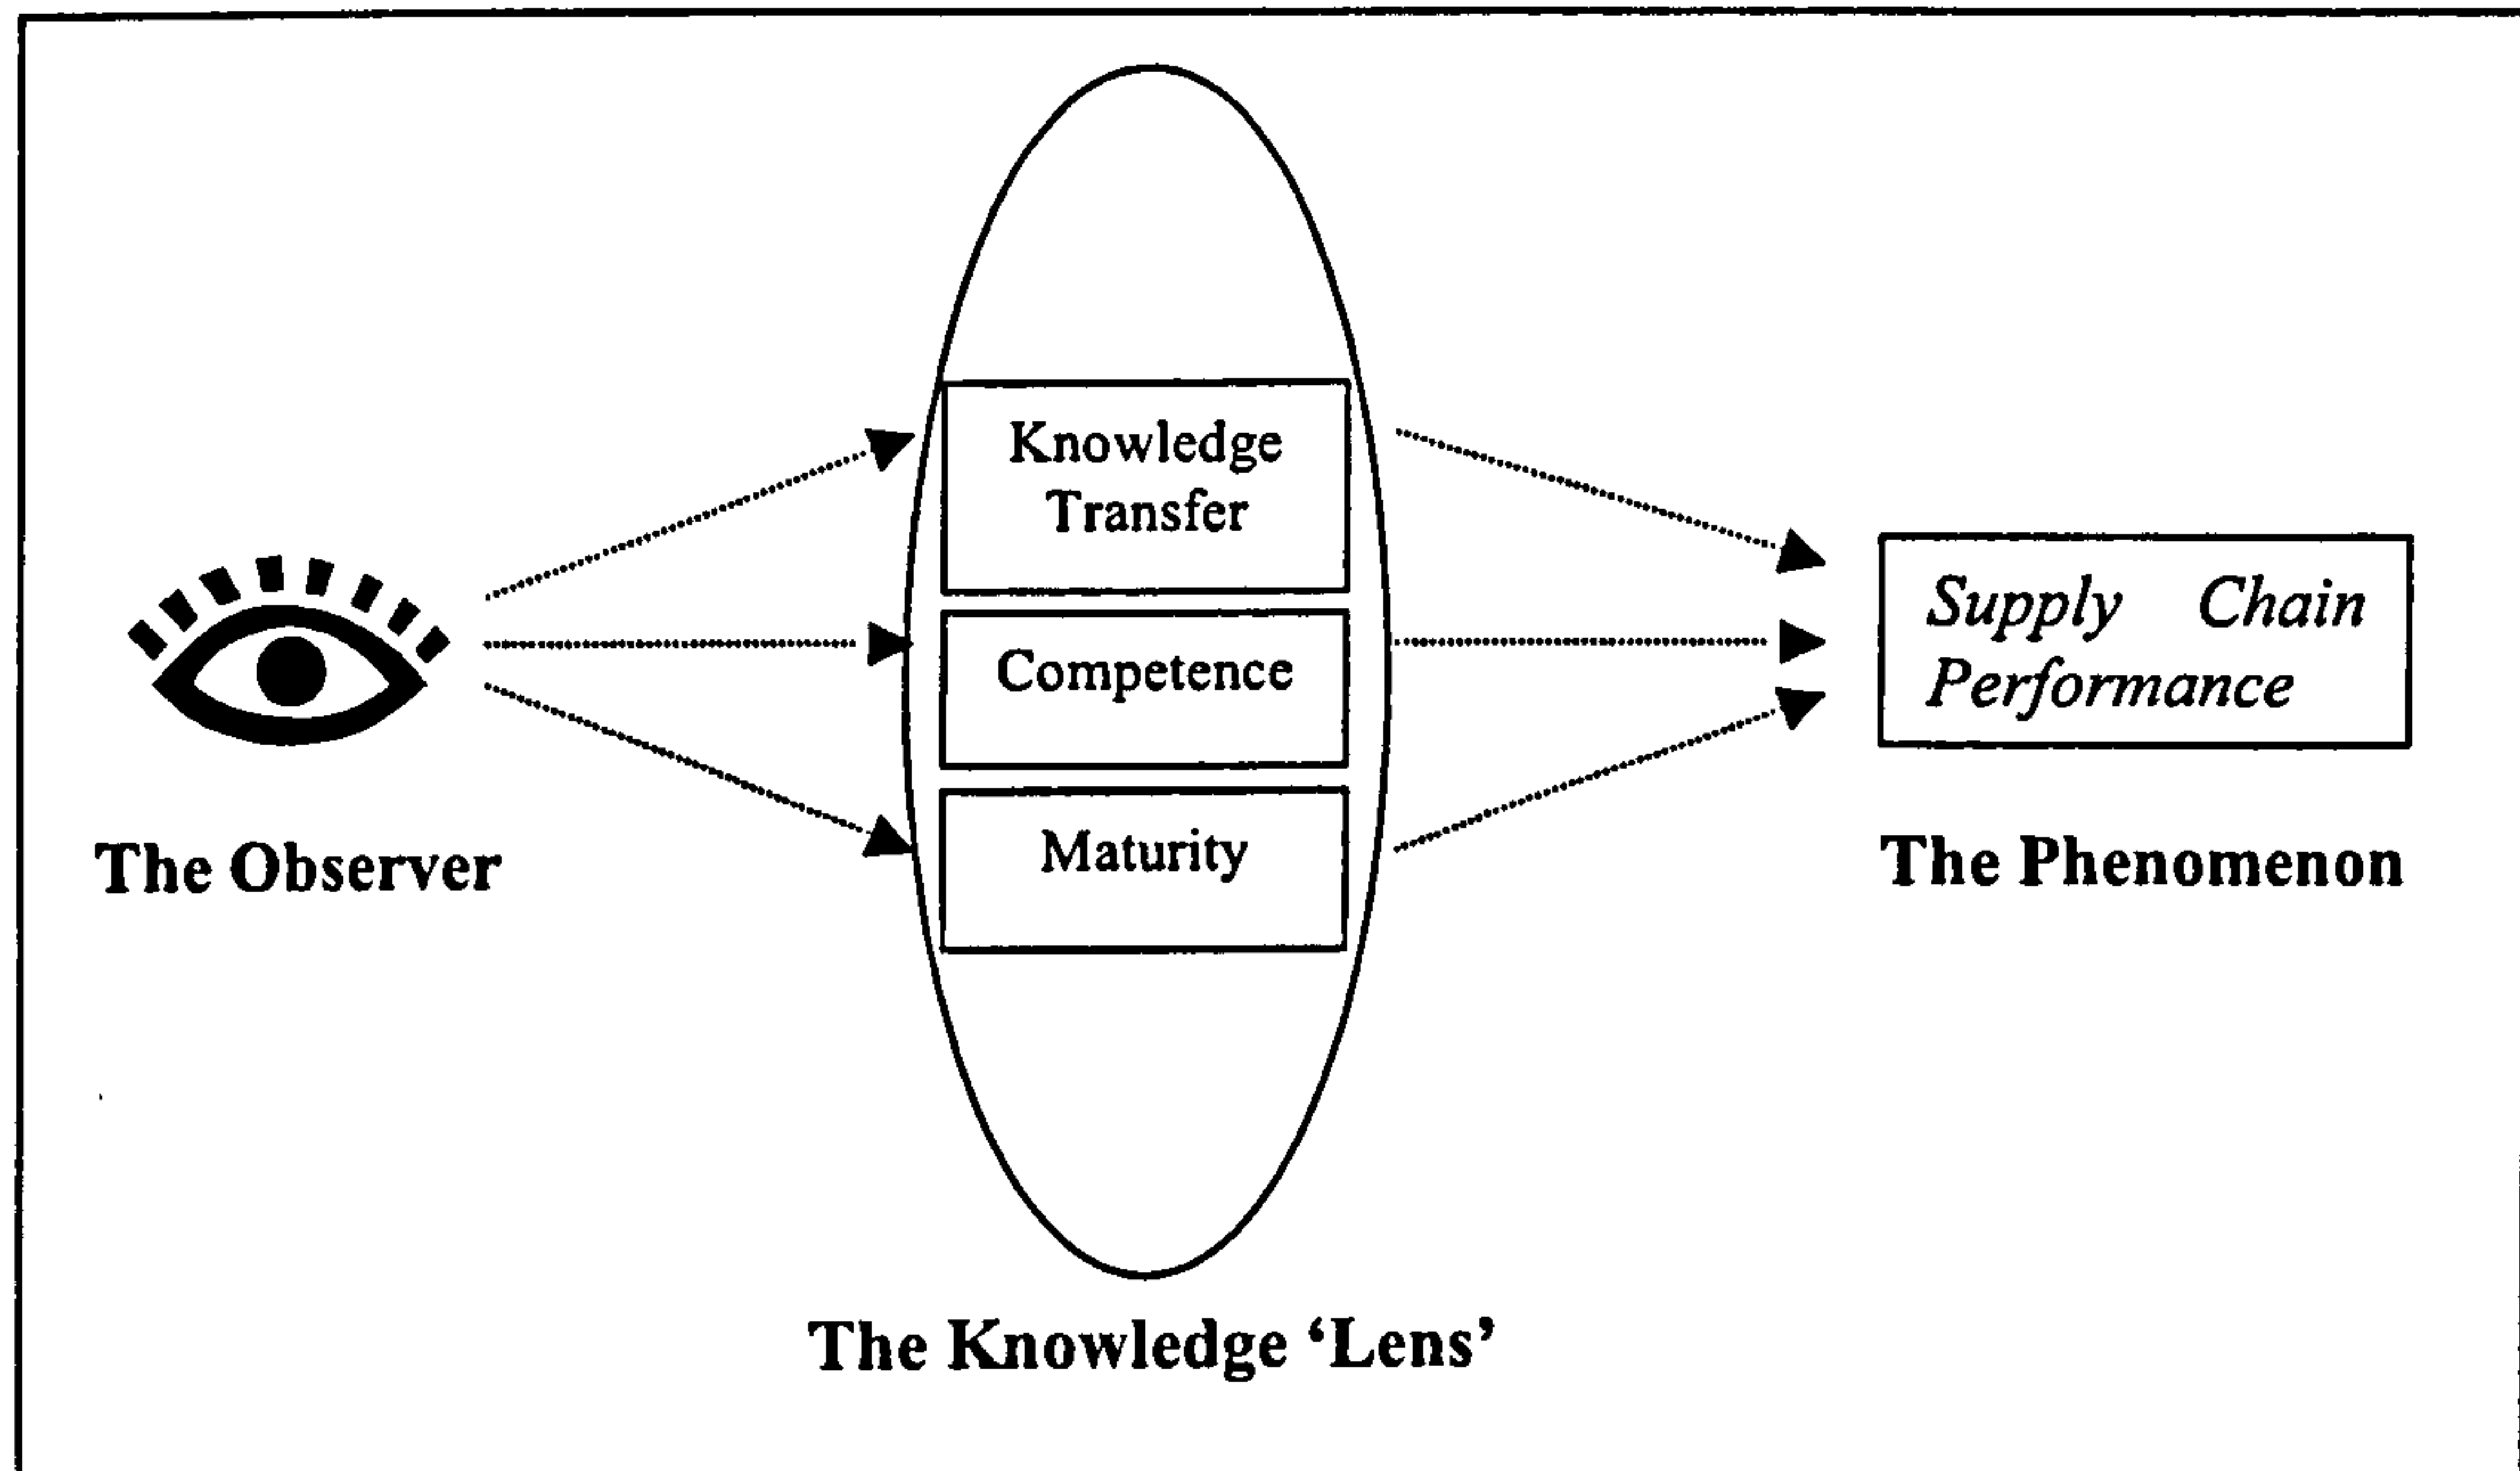 Knowledge
Transfer
Competence
Maturity
Supply Chain
Performance
The Observer
The Phenomenon
The Knowledge ‘Lens’